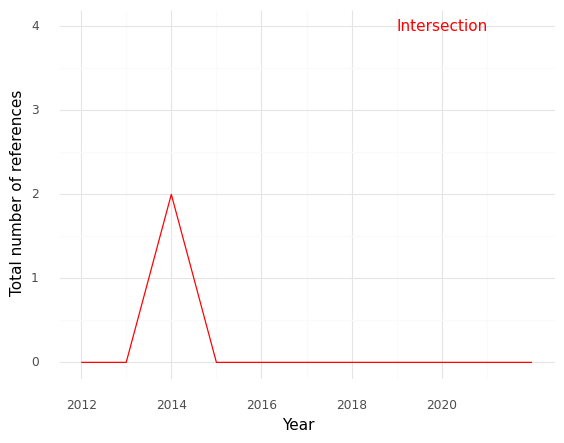 Intersection
Total number of references
4
3
2
1
0
2012 2014 2016 2018 2020
Year